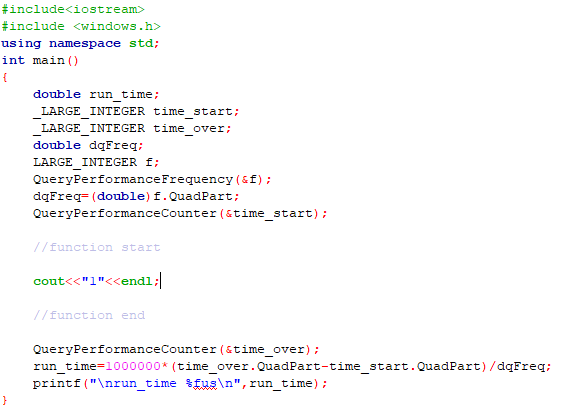 #include<iostream>
#include <windows.h>
using namespace std;
int main()
{
double run_time;
_LARGE_INTEGER time_start;
_LARGE_INTEGER time_over;
double dqFreq;
LARGE_INTEGER f;
QueryPerformanceFrequency(&f);
dqFreq=(double)f.QuadPart;
QueryPerformanceCounter(&time_start);
//function start
cout<<"1"<<endl;
//function end
QueryPerformanceCounter(&time_over);
run_time=1000000*(time_over.QuadPart-time_start.QuadPart)/dqFreq;
printf("\nrun_time %fus\n",run_time);
}